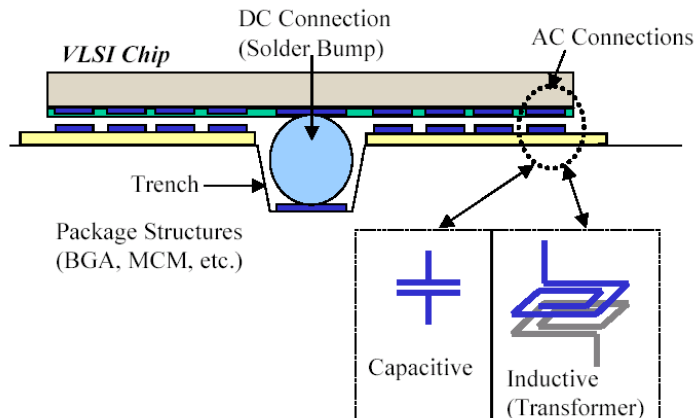 DC Connection
(Solder Bump)
VLSI Chip
AC Connections
Trench
Package Structures
(BGA, MCM, etc.)
Capacitive
Inductive
(Transformer)